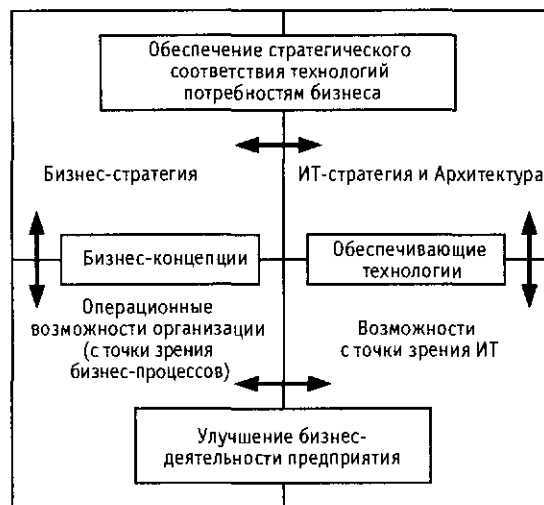 Обеспечение стратегического
соответствия технологий
потребностям бизнеса
Бизнес-стратегия
ИТ-стратегия и Архитектура
Бизнес-концепции
Обеспечивающие
технологии
Операционные
возможности организации
(с точки зрения
бизнес-процессов)
Возможности
с точки зрения ИТ
Улучшение бизнес-
деятельности предприятия